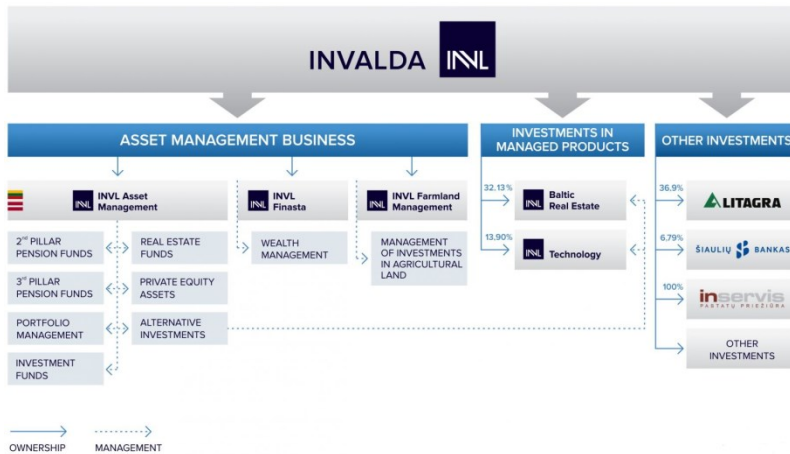 INVALDA INVL
ASSET MANAGEMENT BUSINESS
INVESTMENTS IN
MANAGED PRODUCTS
OTHER INVESTMENTS
INVL INVL Asset
Management
INVL INVL
Finasta
INVL INVL Farmland
Management
2nd PILLAR
PENSION FUNDS
REAL ESTATE
FUNDS
3rd PILLAR
PENSION FUNDS
PRIVATE EQUITY
ASSETS
PORTFOLIO
MANAGEMENT
ALTERNATIVE
INVESTMENTS
INVESTMENT
FUNDS
WEALTH
MANAGEMENT
MANAGEMENT
OF INVESTMENTS
IN AGRICULTURAL
LAND
32.13%
INVL Baltic
Real Estate
13.90%
INVL Technology
36.9%
LITAGRA
6.79%
ŠIAULIŲ BANKAS
100%
inservis
PASTATŲ PRIEŽIŪRA
OTHER
INVESTMENTS
OWNERSHIP
MANAGEMENT